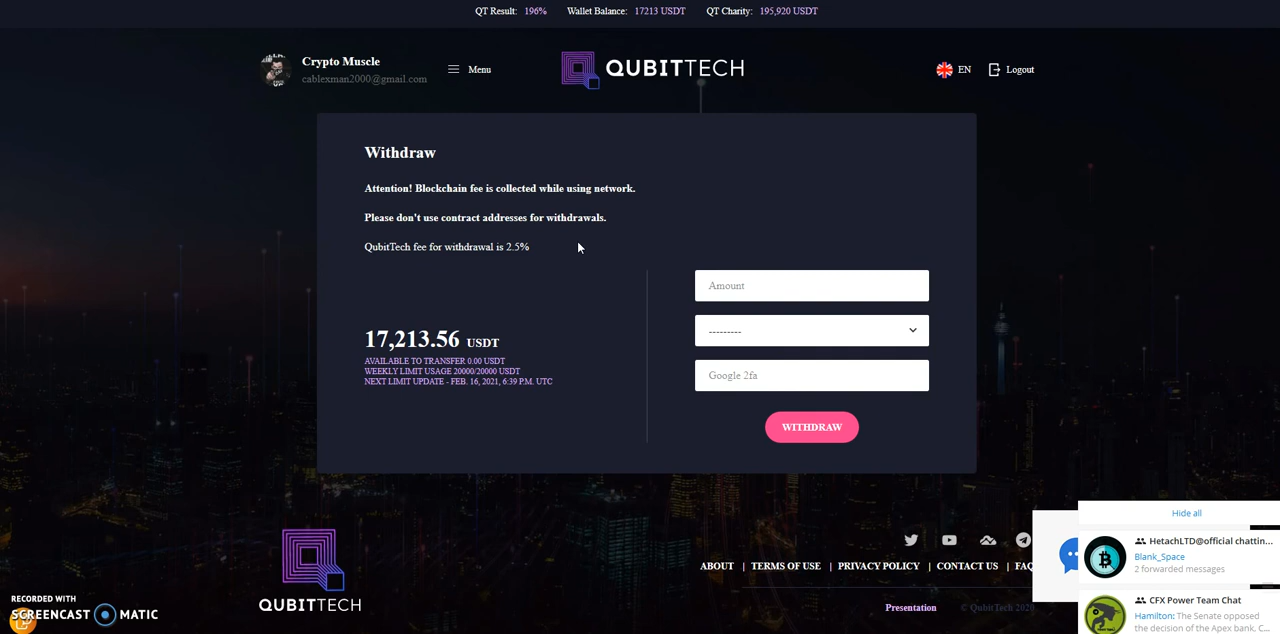 QT Result: 196% Wallet Balance: 17213 USDT QT Charity: 195,920 USDT
Crypto Muscle
cablexman2000@gmail.com
Menu
QUBITTECH
EN
Logout
Withdraw
Attention! Blockchain fee is collected while using network.
Please don't use contract addresses for withdrawals.
QubitTech fee for withdrawal is 2.5%
Amount
---------
Google 2fa
WITHDRAW
17,213.56 USDT
AVAILABLE TO TRANSFER 0.00 USDT
WEEKLY LIMIT USAGE 20000/20000 USDT
NEXT LIMIT UPDATE - FEB. 16, 2021, 6:39 P.M. UTC
QUBITTECH
ABOUT | TERMS OF USE | PRIVACY POLICY | CONTACT US | FAQ
Presentation © QubitTech 2020
RECORDED WITH
SCREENCAST MATIC
Hide all
HetachLTD@official chattin...
Blank_Space
2 forwarded messages
CFX Power Team Chat
Hamilton: The Senate opposed
the decision of the Apex bank, C...